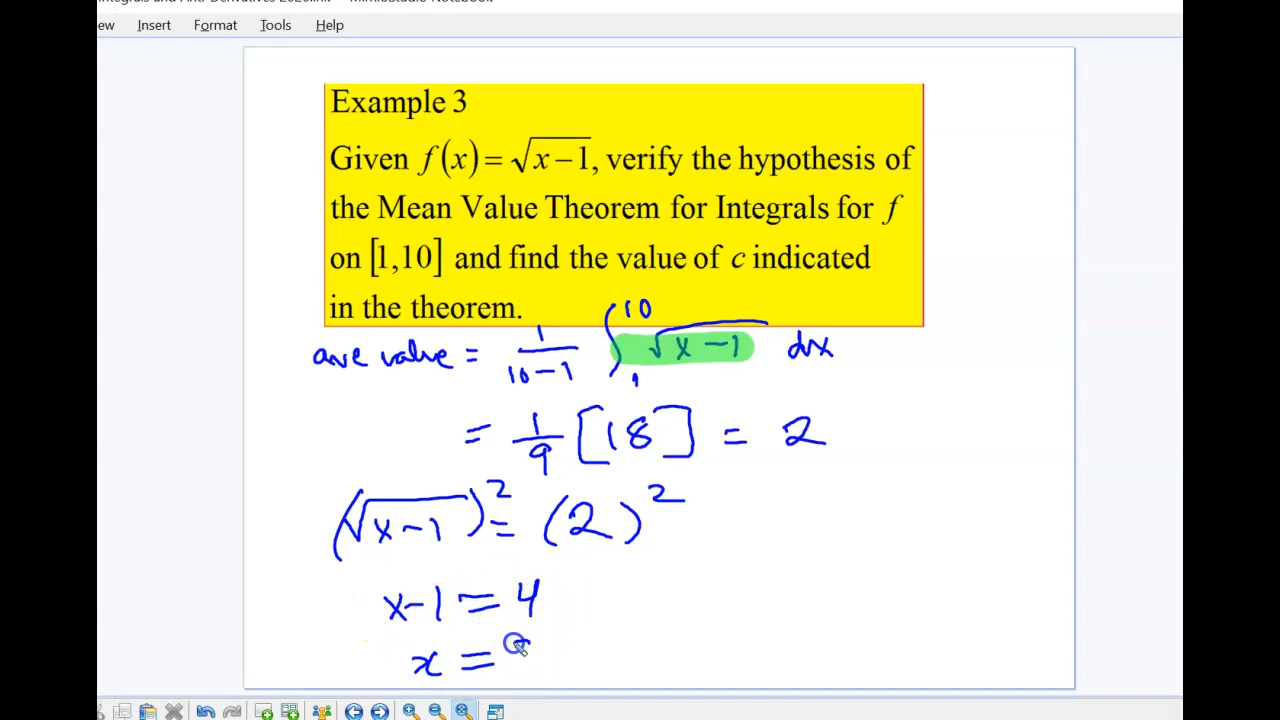 ew Insert Format Tools Help
Example 3
Given f(x) = √x−1, verify the hypothesis of
the Mean Value Theorem for Integrals for f
on [1,10] and find the value of c indicated
in the theorem.
ave value = 1/(10−1) ∫₁¹⁰ √x−1 dx
= 1/9 [18] = 2
(√x−1)² = (2)²
x−1 = 4
x =